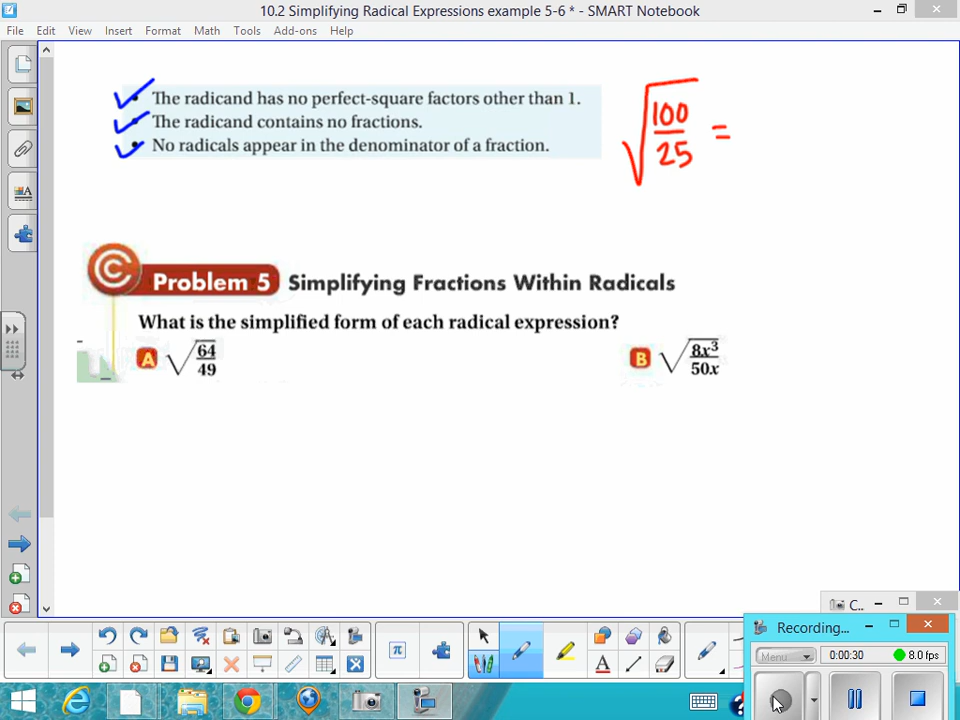 10.2 Simplifying Radical Expressions example 5-6 * - SMART Notebook
File Edit View Insert Format Math Tools Add-ons Help
• The radicand has no perfect-square factors other than 1.
• The radicand contains no fractions.
• No radicals appear in the denominator of a fraction.
√(100/25) =
C Problem 5 Simplifying Fractions Within Radicals
What is the simplified form of each radical expression?
A √(64/49) B √(8x³/50x)
C...
Recording...
Menu 0:00:30 8.0 fps
π
A